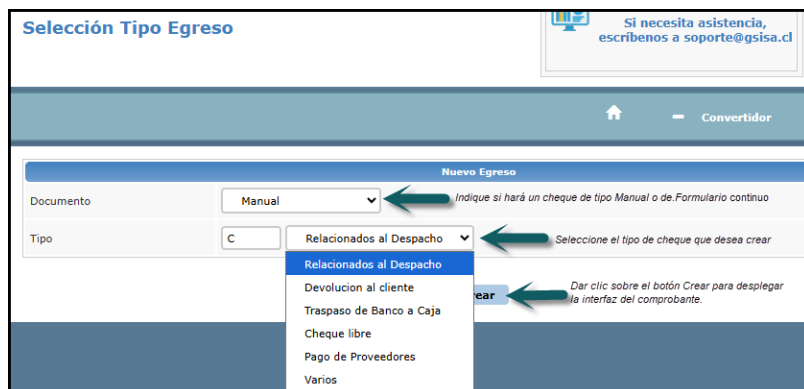 Selección Tipo Egreso
Si necesita asistencia,
escríbenos a soporte@gsisa.cl
Convertidor
Nuevo Egreso
Documento
Manual
Indique si hará un cheque de tipo Manual o de.Formulario continuo
Tipo
C
Relacionados al Despacho
Seleccione el tipo de cheque que desea crear
Relacionados al Despacho
Devolucion al cliente
Traspaso de Banco a Caja
Cheque libre
Pago de Proveedores
Varios
ear
Dar clic sobre el botón Crear para desplegar
la interfaz del comprobante.